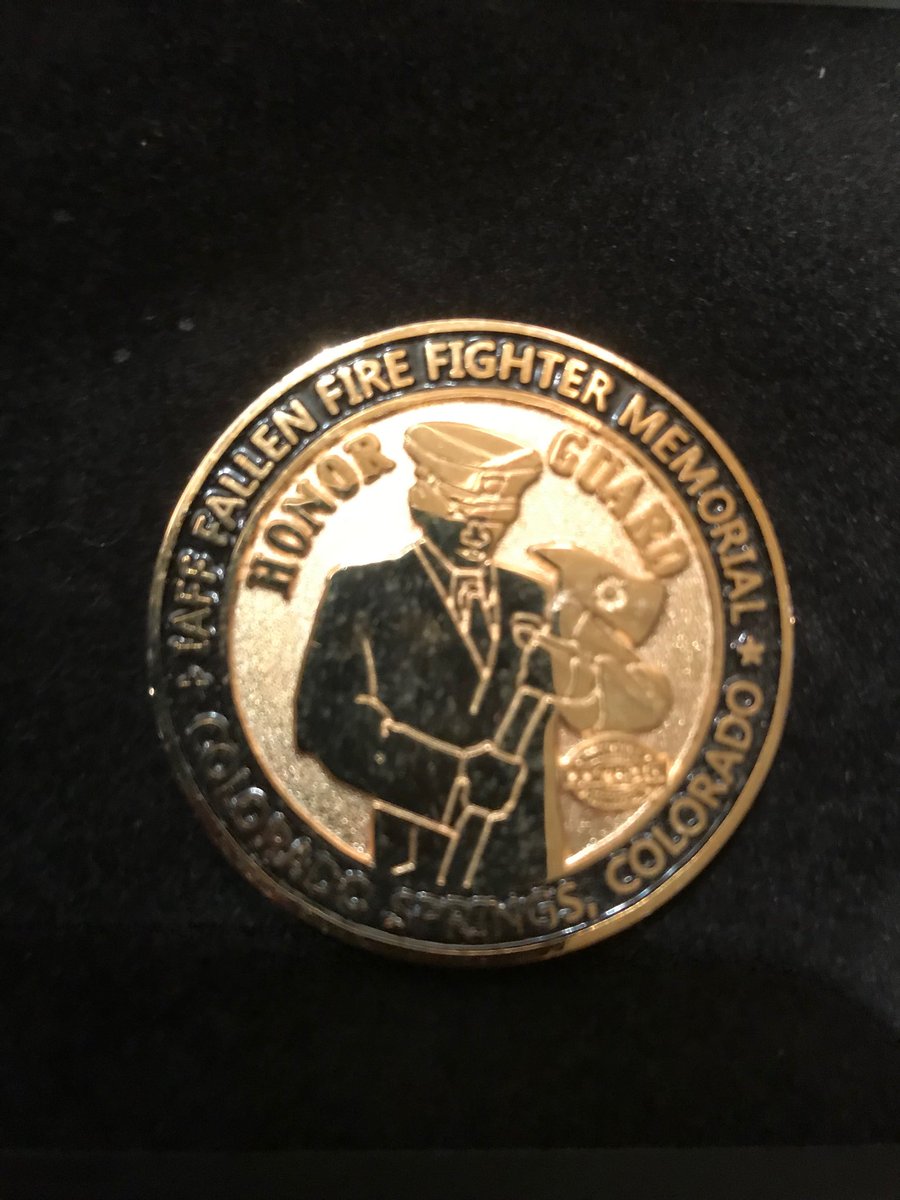 IAFF FALLEN FIRE FIGHTER MEMORIAL
HONOR GUARD
COLORADO SPRINGS, COLORADO